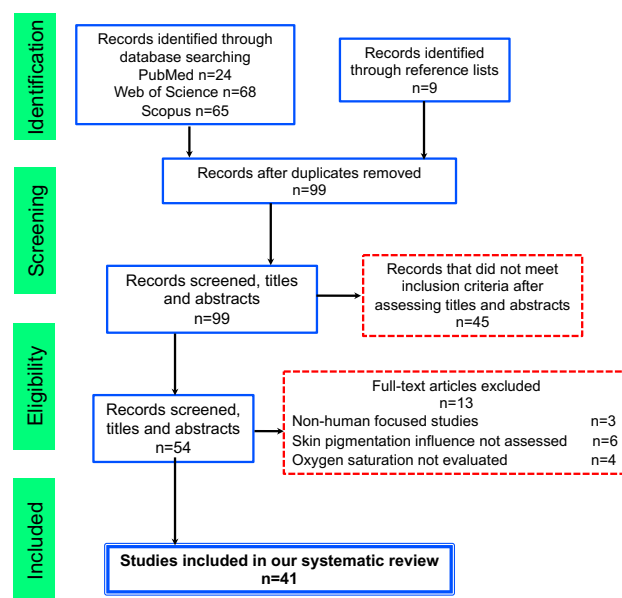 Identification
Records identified through
database searching
PubMed n=24
Web of Science n=68
Scopus n=65
Records identified
through reference lists
n=9
Screening
Records after duplicates removed
n=99
Records screened, titles
and abstracts
n=99
Records that did not meet
inclusion criteria after
assessing titles and abstracts
n=45
Eligibility
Records screened,
titles and abstracts
n=54
Full-text articles excluded
n=13
Non-human focused studies n=3
Skin pigmentation influence not assessed n=6
Oxygen saturation not evaluated n=4
Included
Studies included in our systematic review
n=41